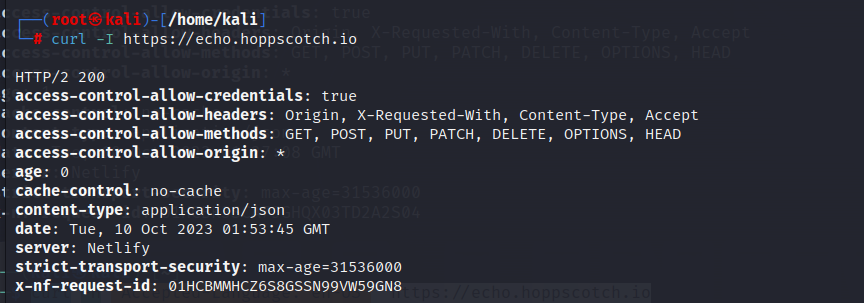 ┌──(root㉿kali)-[/home/kali]
└─# curl -I https://echo.hoppscotch.io
HTTP/2 200
access-control-allow-credentials: true
access-control-allow-headers: Origin, X-Requested-With, Content-Type, Accept
access-control-allow-methods: GET, POST, PUT, PATCH, DELETE, OPTIONS, HEAD
access-control-allow-origin: *
age: 0
cache-control: no-cache
content-type: application/json
date: Tue, 10 Oct 2023 01:53:45 GMT
server: Netlify
strict-transport-security: max-age=31536000
x-nf-request-id: 01HCBMMHCZ6S8GSSN99VW59GN8